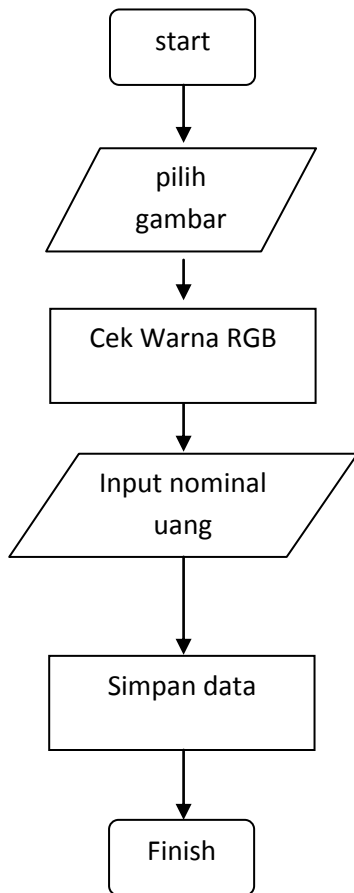 start
pilih
gambar
Cek Warna RGB
Input nominal
uang
Simpan data
Finish